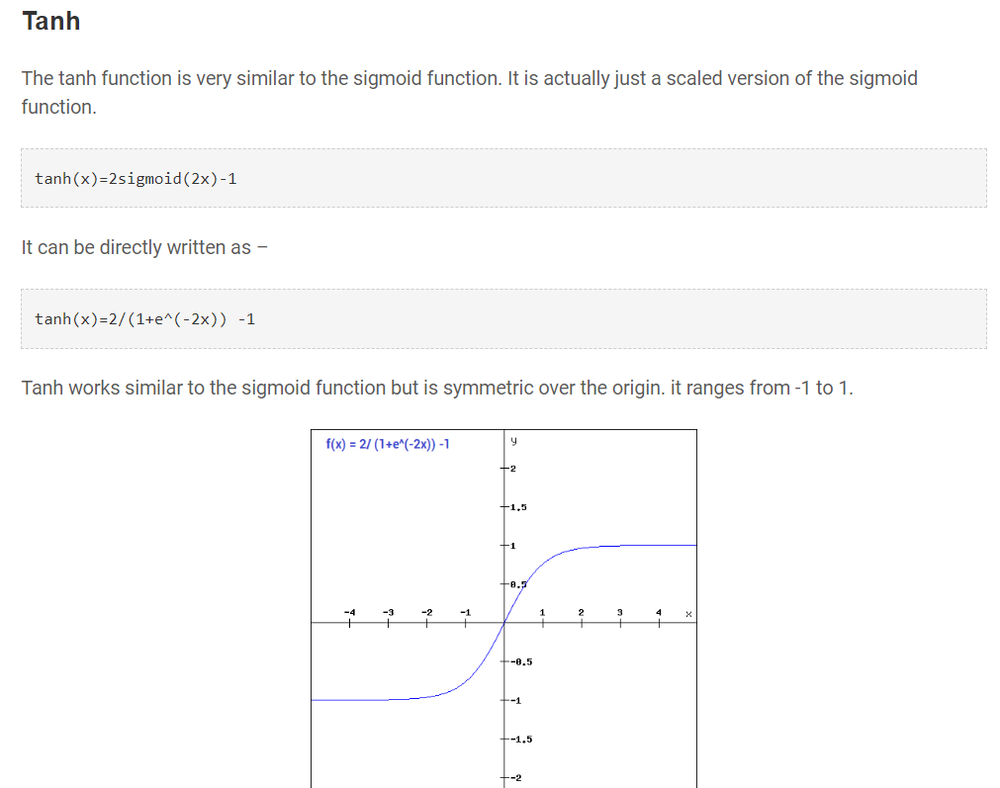 Tanh
The tanh function is very similar to the sigmoid function. It is actually just a scaled version of the sigmoid
function.
tanh(x)=2sigmoid(2x)-1
It can be directly written as –
tanh(x)=2/(1+e^(-2x)) -1
Tanh works similar to the sigmoid function but is symmetric over the origin. it ranges from -1 to 1.
f(x) = 2/ (1+e^(-2x)) -1
y
2
1.5
1
0.5
-4 -3 -2 -1 1 2 3 4 x
-0.5
-1
-1.5
-2